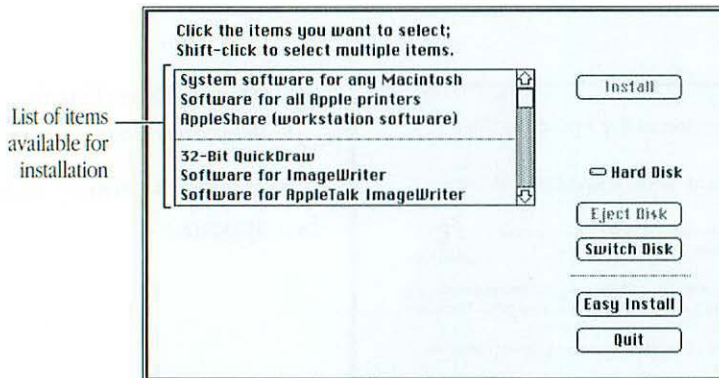 Click the items you want to select;
Shift-click to select multiple items.
List of items
available for
installation
System software for any Macintosh
Software for all Apple printers
AppleShare (workstation software)
32-Bit QuickDraw
Software for ImageWriter
Software for AppleTalk ImageWriter
Install
Hard Disk
Eject Disk
Switch Disk
Easy Install
Quit